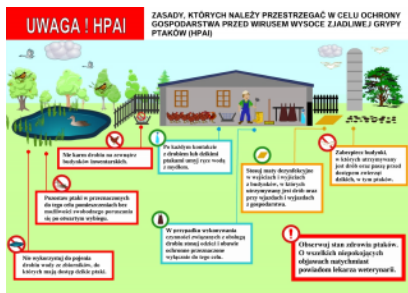 UWAGA ! HPAI
ZASADY, KTÓRYCH NALEŻY PRZESTRZEGAĆ W CELU OCHRONY
GOSPODARSTWA PRZED WIRUSEM WYSOCE ZJADLIWEJ GRYPY
PTAKÓW (HPAI)
Nie karm drobiu na zewnątrz
budynków inwentarskich.
Po każdym kontakcie
z drobiem lub dzikimi
ptakami umyj ręce wodą
z mydłem.
Stosuj maty dezynfekcyjne
w wejściach i wyjściach
z budynków, w których
utrzymywany jest drób oraz
przy wjazdach i wyjazdach
z gospodarstwa.
Zabezpiecz budynki,
w których utrzymywany
jest drób oraz paszę przed
dostępem zwierząt
dzikich, w tym ptaków.
Pozostaw ptaki w przeznaczonych
do tego celu pomieszczeniach bez
możliwości swobodnego poruszania
się po otwartym wybiegu.
W przypadku wykonywania
czynności związanych z obsługą
drobiu stosuj odzież i obuwie
ochronne przeznaczone
wyłącznie do tego celu.
Nie wykorzystuj do pojenia
drobiu wody ze zbiorników, do
których mają dostęp dzikie ptaki.
Obserwuj stan zdrowia ptaków.
O wszelkich niepokojących
objawach natychmiast
powiadom lekarza weterynarii.